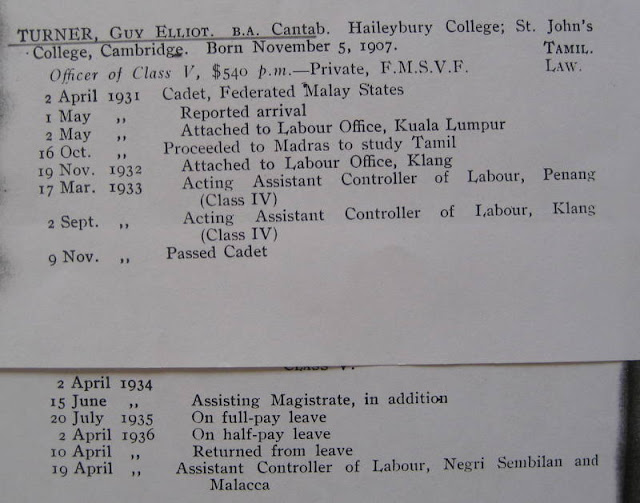 TURNER, GUY ELLIOT. B.A. Cantab. Haileybury College; St. John's
College, Cambridge. Born November 5, 1907. TAMIL.
Officer of Class V, $540 p.m.—Private, F.M.S.V.F. LAW.
2 April 1931 Cadet, Federated Malay States
1 May ,, Reported arrival
2 May ,, Attached to Labour Office, Kuala Lumpur
16 Oct. ,, Proceeded to Madras to study Tamil
19 Nov. 1932 Attached to Labour Office, Klang
17 Mar. 1933 Acting Assistant Controller of Labour, Penang
(Class IV)
2 Sept. ,, Acting Assistant Controller of Labour, Klang
(Class IV)
9 Nov. ,, Passed Cadet
CLASS V.
2 April 1934
15 June ,, Assisting Magistrate, in addition
20 July 1935 On full-pay leave
2 April 1936 On half-pay leave
10 April ,, Returned from leave
19 April ,, Assistant Controller of Labour, Negri Sembilan and
Malacca